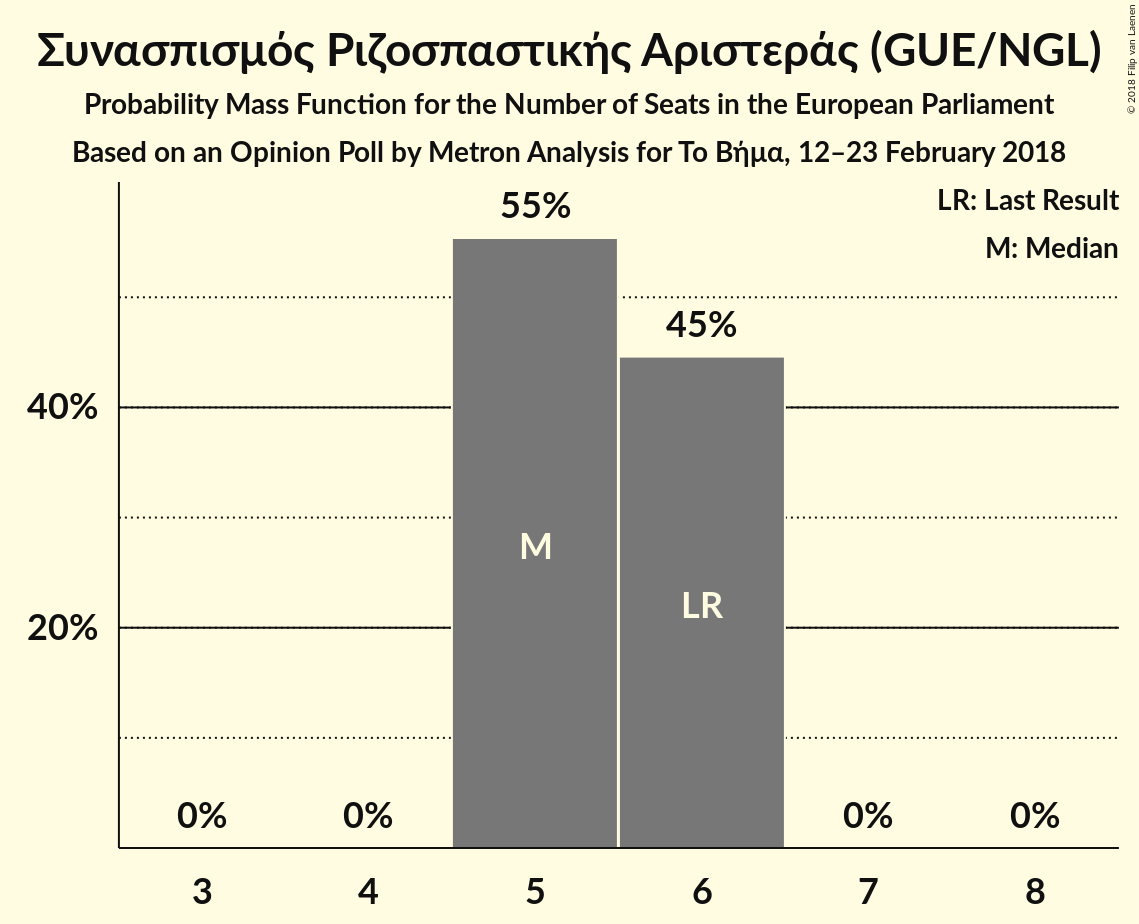 Συνασπισμός Ριζοσπαστικής Αριστεράς (GUE/NGL)
Probability Mass Function for the Number of Seats in the European Parliament
Based on an Opinion Poll by Metron Analysis for Το Βήμα, 12–23 February 2018
© 2018 Filip van Laenen
LR: Last Result
M: Median
55%
45%
40%
M
LR
20%
0%
0%
0%
0%
3
4
5
6
7
8